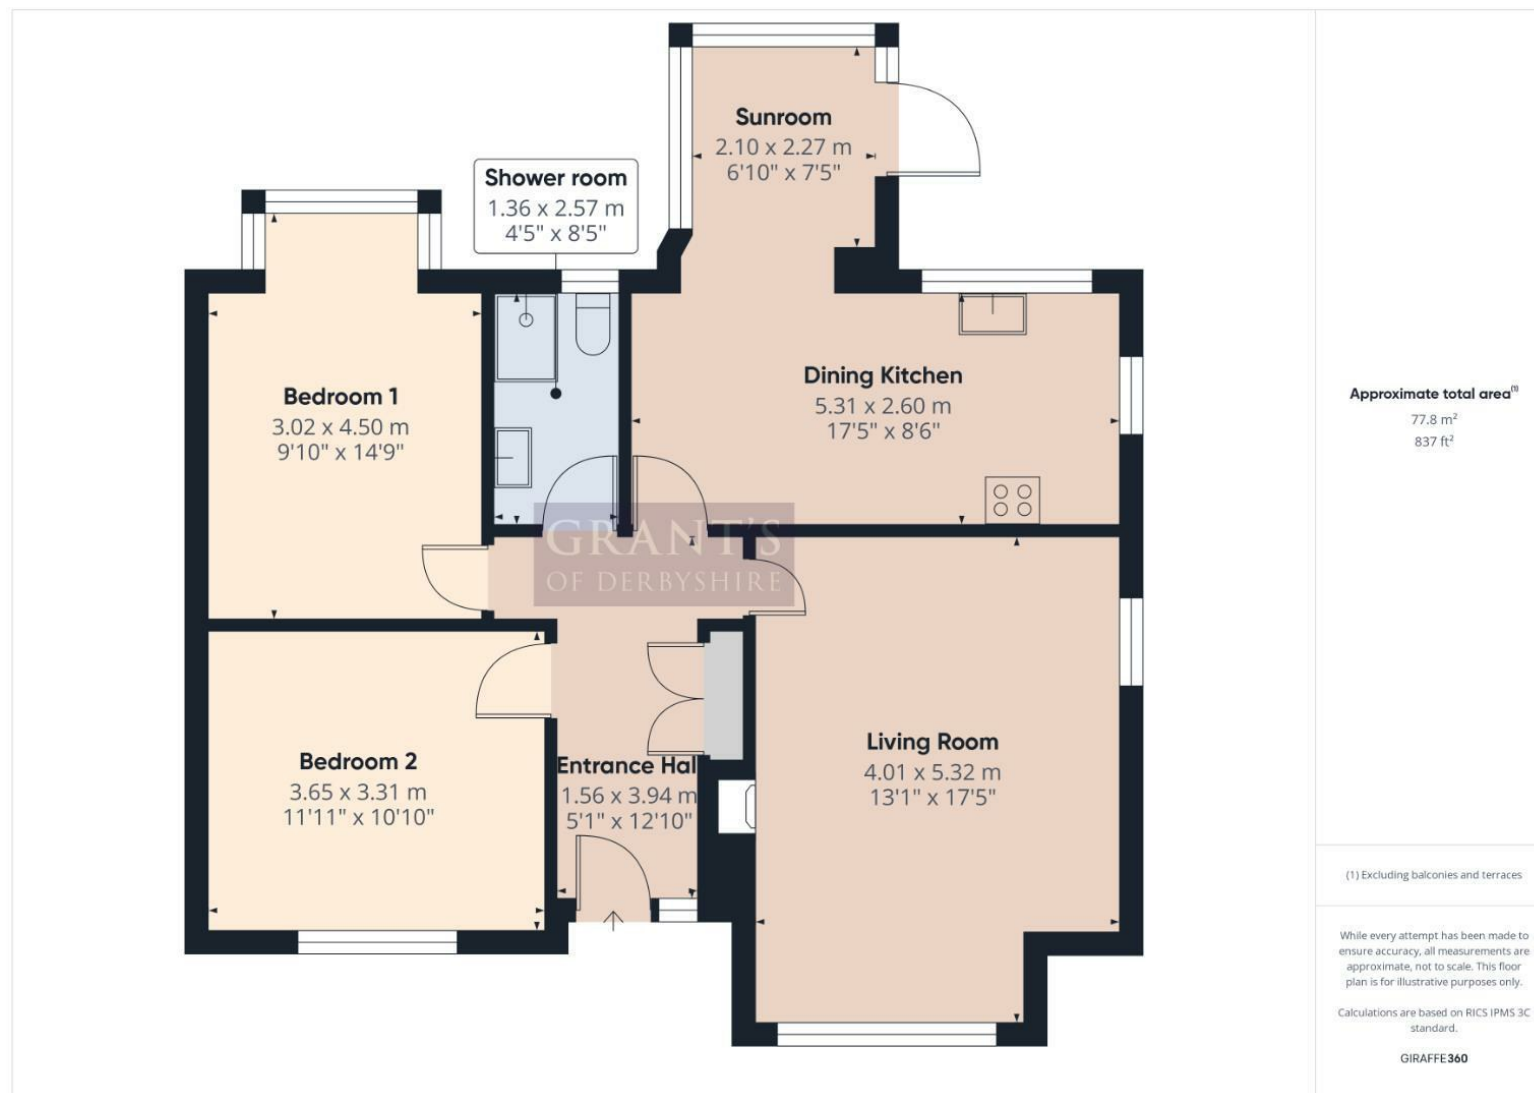 Sunroom
2.10 x 2.27 m
6'10" x 7'5"
Shower room
1.36 x 2.57 m
4'5" x 8'5"
Bedroom 1
3.02 x 4.50 m
9'10" x 14'9"
Dining Kitchen
5.31 x 2.60 m
17'5" x 8'6"
GRANT'S
OF DERBYSHIRE
Bedroom 2
3.65 x 3.31 m
11'11" x 10'10"
Entrance Hal
1.56 x 3.94 m
5'1" x 12'10"
Living Room
4.01 x 5.32 m
13'1" x 17'5"
Approximate total area⁽¹⁾
77.8 m²
837 ft²
(1) Excluding balconies and terraces
While every attempt has been made to
ensure accuracy, all measurements are
approximate, not to scale. This floor
plan is for illustrative purposes only.
Calculations are based on RICS IPMS 3C
standard.
GIRAFFE360